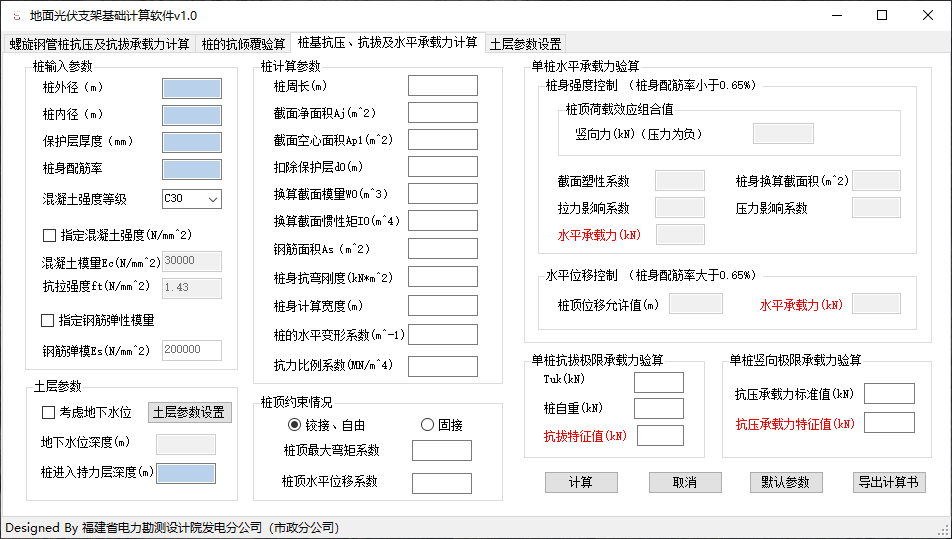 地面光伏支架基础计算软件v1.0
螺旋钢管桩抗压及抗拔承载力计算
桩的抗倾覆验算
桩基抗压、抗拔及水平承载力计算
土层参数设置
桩输入参数
桩外径（m）
桩内径（m）
保护层厚度（mm）
桩身配筋率
混凝土强度等级
C30
指定混凝土强度(N/mm^2)
混凝土模量Ec(N/mm^2)
30000
抗拉强度ft(N/mm^2)
1.43
指定钢筋弹性模量
钢筋弹模Es(N/mm^2)
200000
土层参数
考虑地下水位
土层参数设置
地下水位深度(m)
桩进入持力层深度(m)
桩计算参数
桩周长(m)
截面净面积Aj(m^2)
截面空心面积Ap1(m^2)
扣除保护层d0(m)
换算截面模量W0(m^3)
换算截面惯性矩I0(m^4)
钢筋面积As（m^2)
桩身抗弯刚度(kN*m^2)
桩身计算宽度(m)
桩的水平变形系数(m^-1)
抗力比例系数(MN/m^4)
桩顶约束情况
铰接、自由
固接
桩顶最大弯矩系数
桩顶水平位移系数
单桩水平承载力验算
桩身强度控制 （桩身配筋率小于0.65%）
桩顶荷载效应组合值
竖向力(kN)（压力为负）
截面塑性系数
桩身换算截面积(m^2)
拉力影响系数
压力影响系数
水平承载力(kN)
水平位移控制 （桩身配筋率大于0.65%）
桩顶位移允许值(m)
水平承载力(kN)
单桩抗拔极限承载力验算
Tuk(kN)
桩自重(kN)
抗拔特征值(kN)
单桩竖向极限承载力验算
抗压承载力标准值(kN)
抗压承载力特征值(kN)
计算
取消
默认参数
导出计算书
Designed By 福建省电力勘测设计院发电分公司（市政分公司）